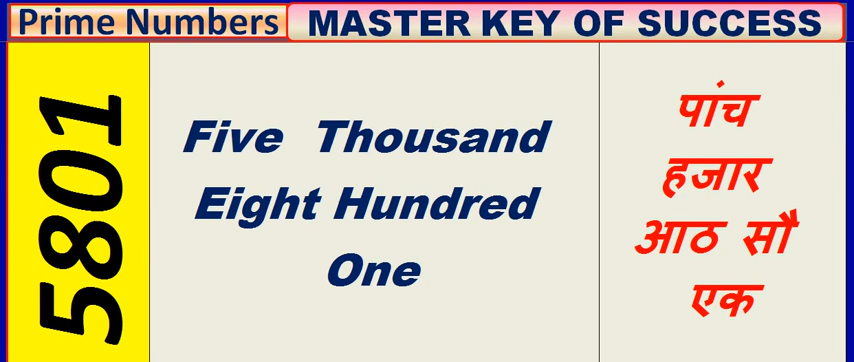 Prime Numbers
MASTER KEY OF SUCCESS
5801
Five Thousand
Eight Hundred
One
पांच
हजार
आठ सौ
एक